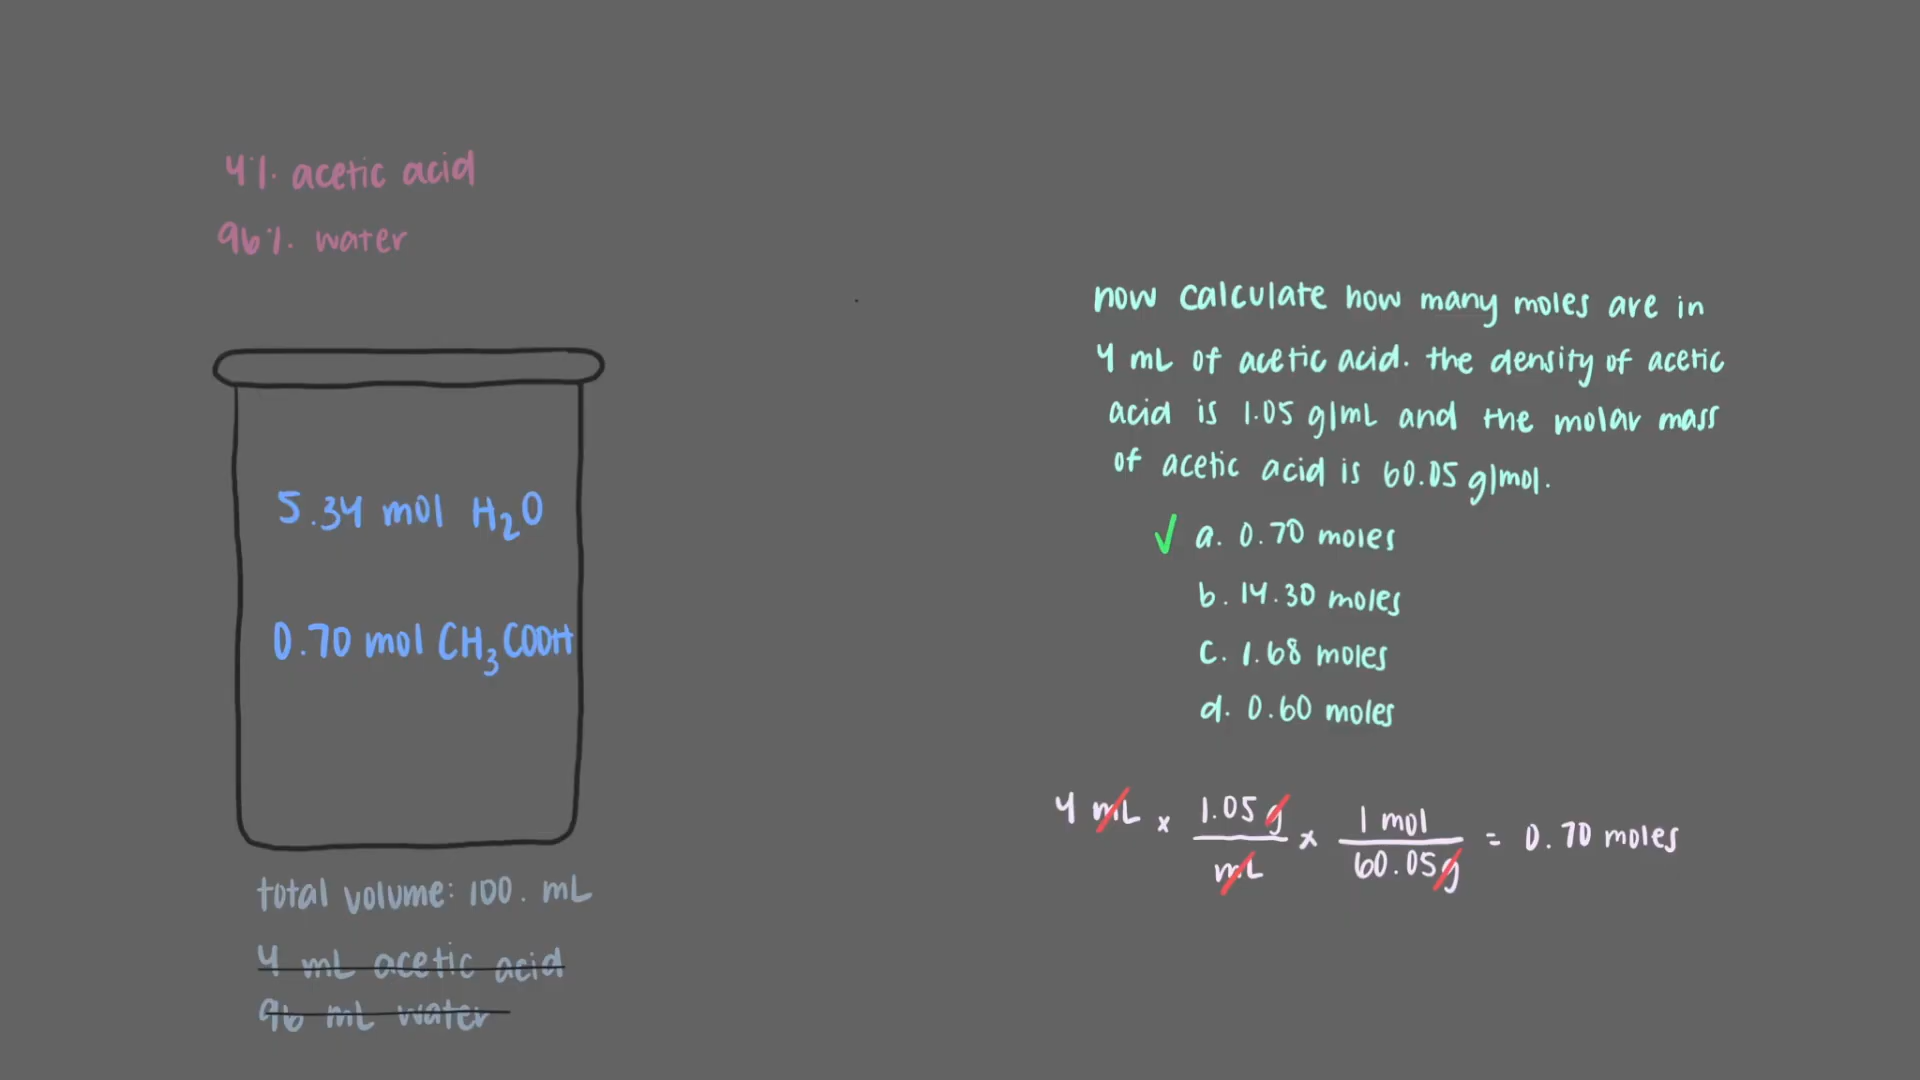 4% acetic acid
96% water
5.34 mol H₂O
0.70 mol CH₃COOH
total volume: 100. mL
4 mL acetic acid
96 mL water
now calculate how many moles are in
4 mL of acetic acid. the density of acetic
acid is 1.05 g/mL and the molar mass
of acetic acid is 60.05 g/mol.
✓ a. 0.70 moles
b. 14.30 moles
c. 1.68 moles
d. 0.60 moles
4 mL × 1.05 g / mL × 1 mol / 60.05 g = 0.70 moles